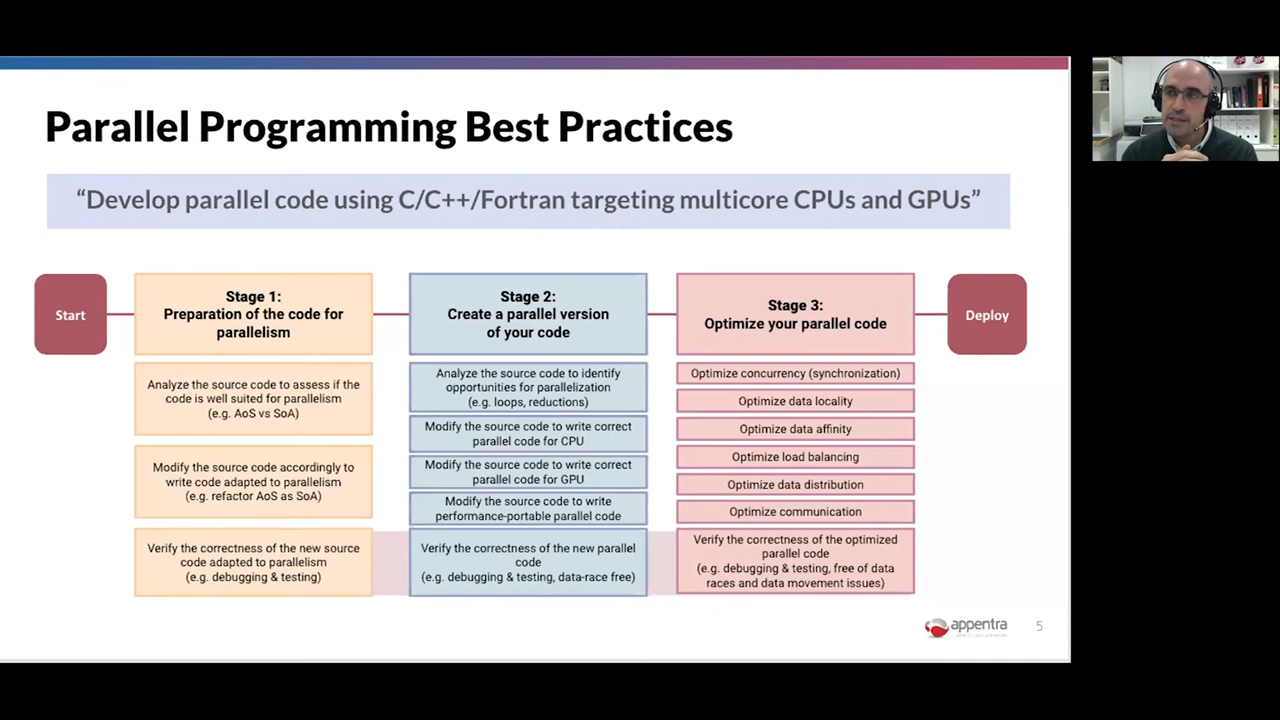 Parallel Programming Best Practices
“Develop parallel code using C/C++/Fortran targeting multicore CPUs and GPUs”
Start
Stage 1:
Preparation of the code for
parallelism
Analyze the source code to assess if the
code is well suited for parallelism
(e.g. AoS vs SoA)
Modify the source code accordingly to
write code adapted to parallelism
(e.g. refactor AoS as SoA)
Verify the correctness of the new source
code adapted to parallelism
(e.g. debugging & testing)
Stage 2:
Create a parallel version
of your code
Analyze the source code to identify
opportunities for parallelization
(e.g. loops, reductions)
Modify the source code to write correct
parallel code for CPU
Modify the source code to write correct
parallel code for GPU
Modify the source code to write
performance-portable parallel code
Verify the correctness of the new parallel
code
(e.g. debugging & testing, data-race free)
Stage 3:
Optimize your parallel code
Optimize concurrency (synchronization)
Optimize data locality
Optimize data affinity
Optimize load balancing
Optimize data distribution
Optimize communication
Verify the correctness of the optimized
parallel code
(e.g. debugging & testing, free of data
races and data movement issues)
Deploy
appentra
5